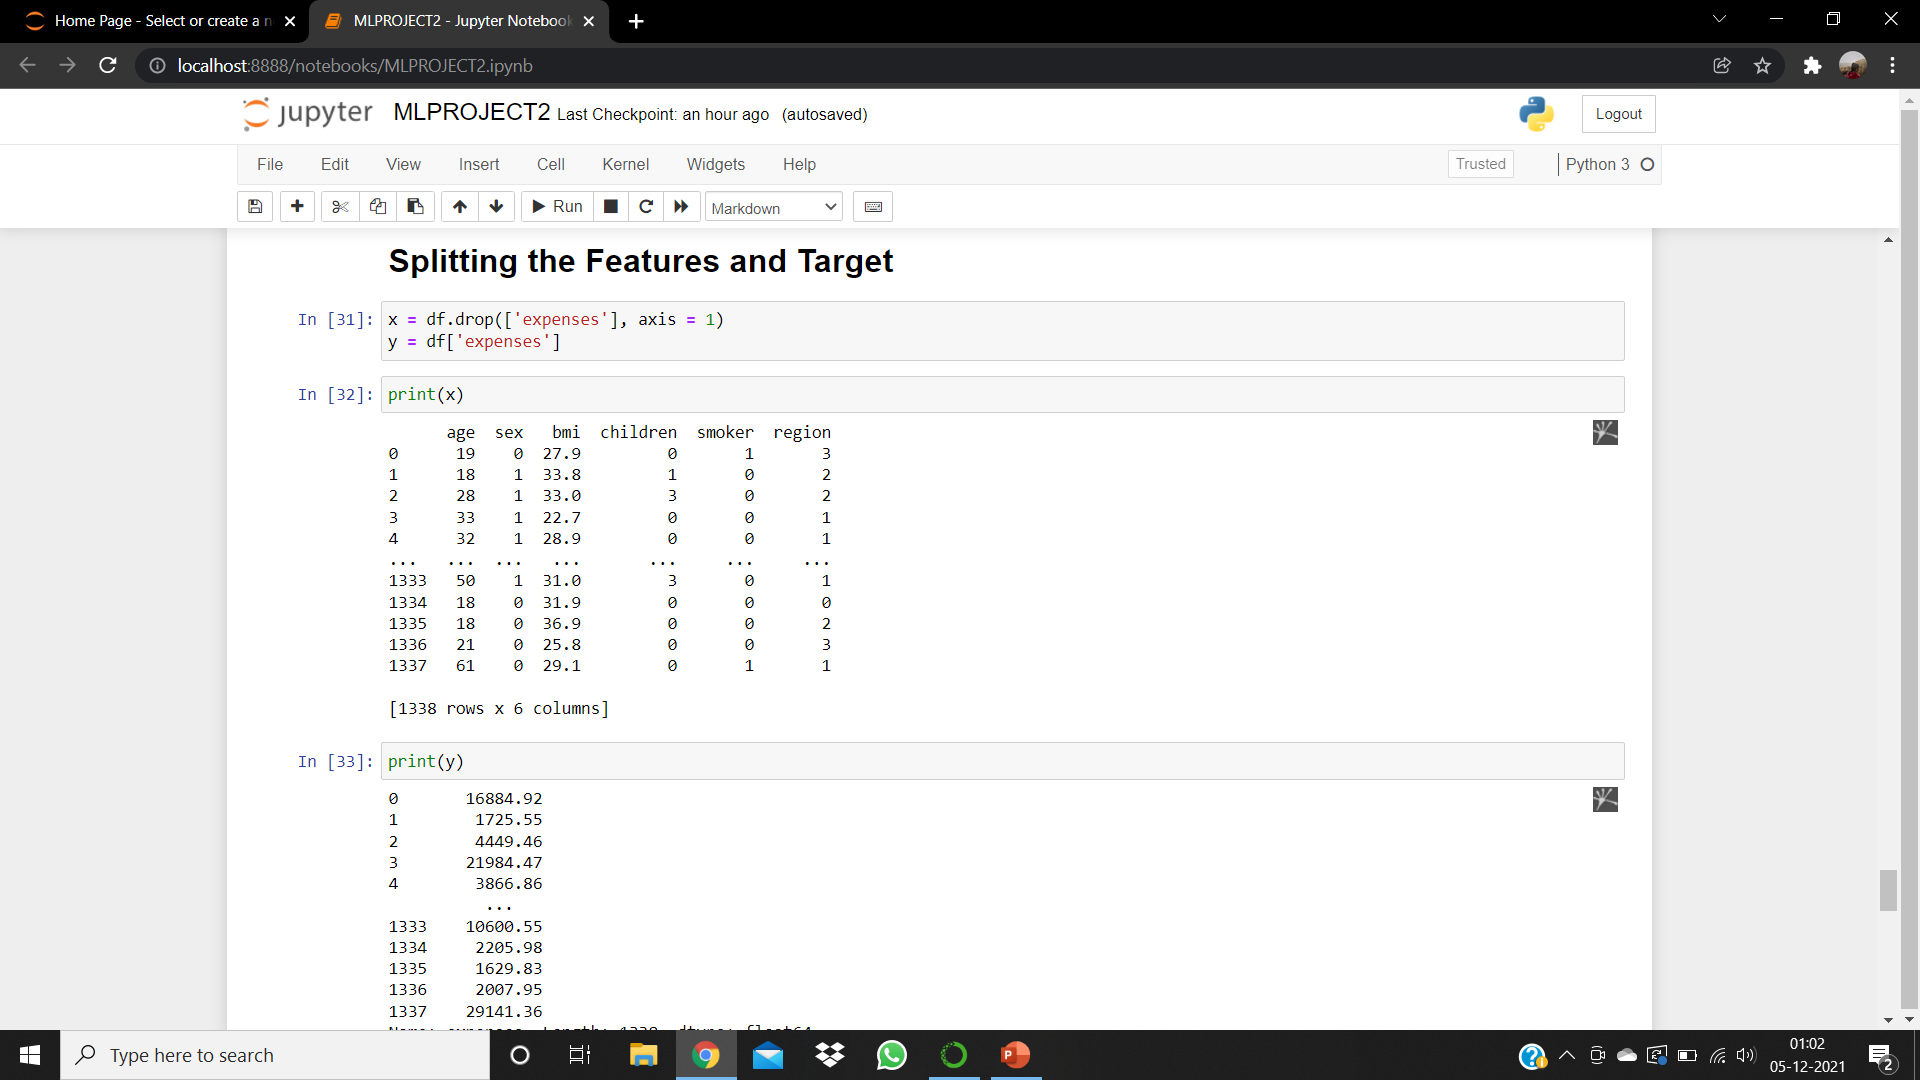 Home Page - Select or create a n
MLPROJECT2 - Jupyter Notebook
localhost:8888/notebooks/MLPROJECT2.ipynb
jupyter MLPROJECT2 Last Checkpoint: an hour ago (autosaved)
Logout
File Edit View Insert Cell Kernel Widgets Help
Trusted
Python 3
Run
Markdown
Splitting the Features and Target
In [31]: x = df.drop(['expenses'], axis = 1)
y = df['expenses']
In [32]: print(x)
age sex bmi children smoker region
0 19 0 27.9 0 1 3
1 18 1 33.8 1 0 2
2 28 1 33.0 3 0 2
3 33 1 22.7 0 0 1
4 32 1 28.9 0 0 1
... ... ... ... ... ... ...
1333 50 1 31.0 3 0 1
1334 18 0 31.9 0 0 0
1335 18 0 36.9 0 0 2
1336 21 0 25.8 0 0 3
1337 61 0 29.1 0 1 1
[1338 rows x 6 columns]
In [33]: print(y)
0 16884.92
1 1725.55
2 4449.46
3 21984.47
4 3866.86
...
1333 10600.55
1334 2205.98
1335 1629.83
1336 2007.95
1337 29141.36
Name: expenses, Length: 1338, dtype: float64
Type here to search
P
01:02
05-12-2021
2